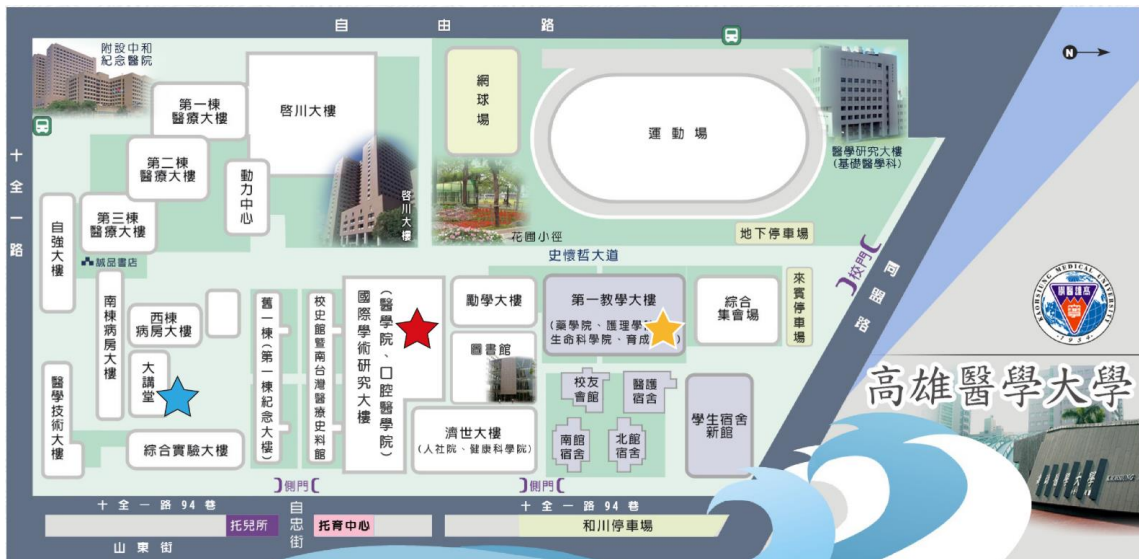 自由路
附設中和
紀念醫院
第一棟
醫療大樓
啓川大樓
網球場
運動場
N
醫學研究大樓
(基礎醫學科)
十全一路
第二棟
醫療大樓
動力中心
啓川大樓
花圃小徑
地下停車場
自強大樓
第三棟
醫療大樓
誠品書店
史懷哲大道
校門
同盟路
來賓停車場
南棟病房大樓
西棟
病房大樓
大講堂
舊一棟(第一棟紀念大樓)
校史館暨南台灣醫療史料館
國際學術研究大樓
(醫學院、口腔醫學院)
勵學大樓
圖書館
第一教學大樓
(藥學院、護理學
生命科學院、育成
綜合
集會場
KAOHSIUNG MEDICAL UNIVERSITY
1954
高雄醫學大學
醫學技術大樓
綜合實驗大樓
濟世大樓
(人社院、健康科學院)
校友
會館
醫護
宿舍
南館
宿舍
北館
宿舍
學生宿舍
新館
側門
側門
十全一路94巷
自忠街
十全一路94巷
托兒所
托育中心
和川停車場
山東街